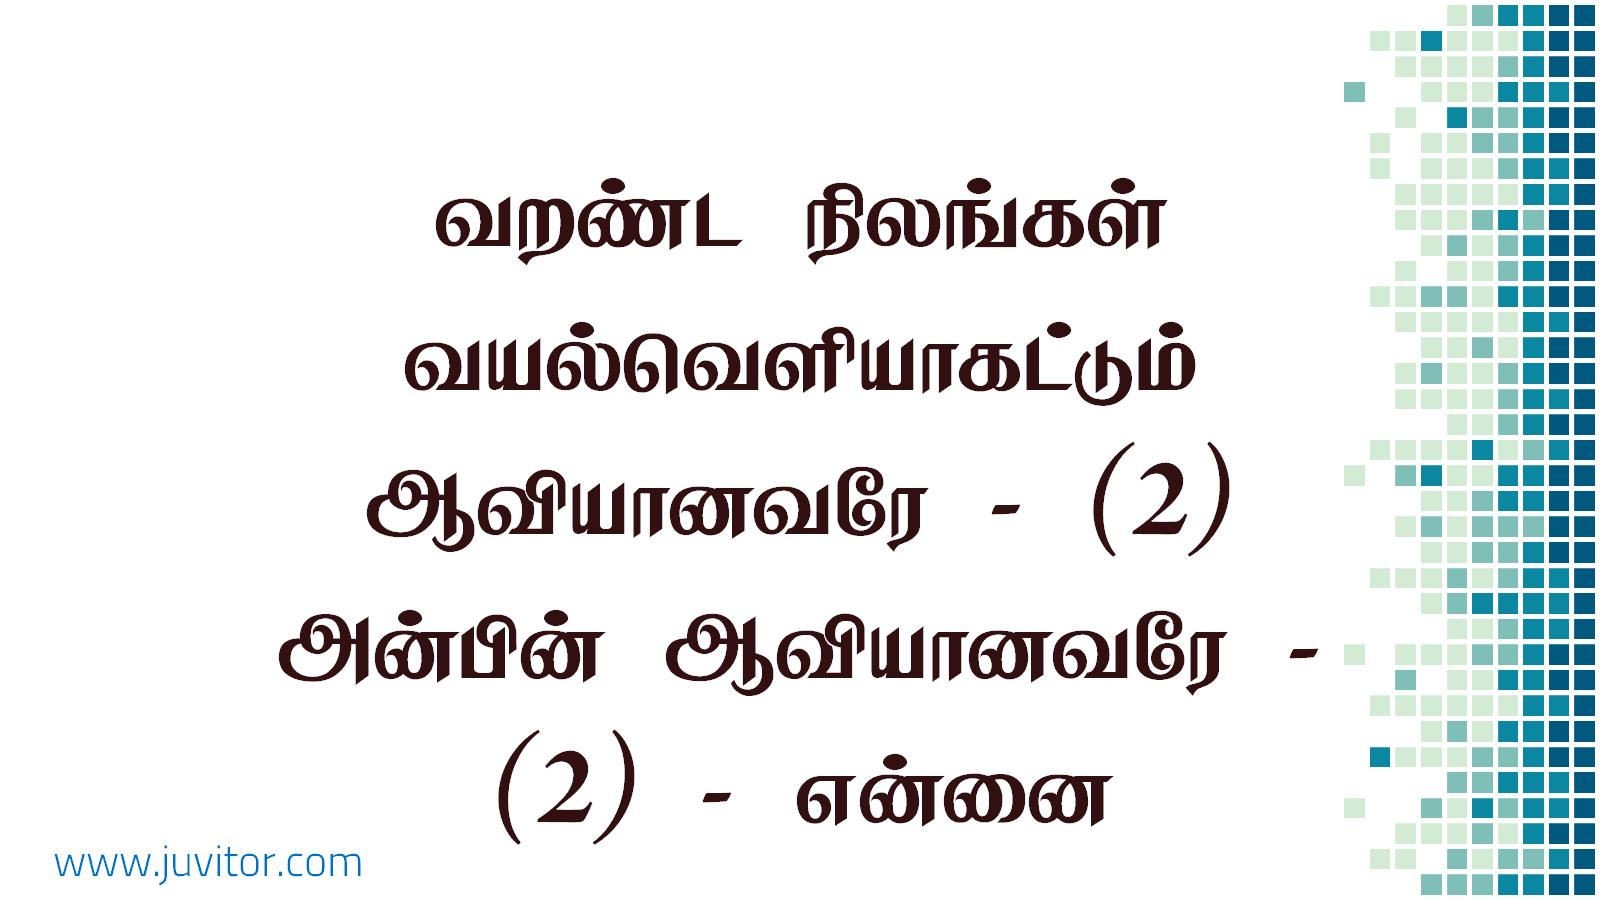 வறண்ட நிலங்கள்
வயல்வெளியாகட்டும்
ஆவியானவரே - (2)
அன்பின் ஆவியானவரே -
(2) - என்னை
www.juvitor.com